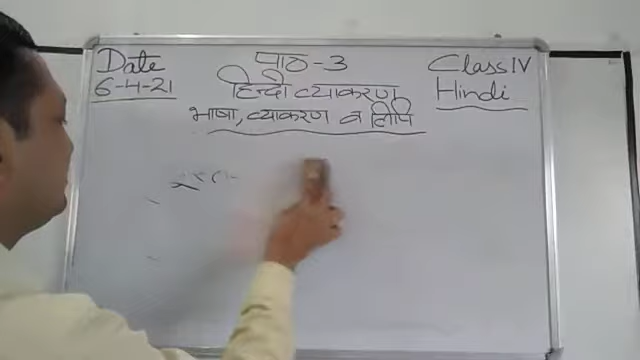 Date
6-4-21
पाठ-3
हिन्दी व्याकरण
भाषा, व्याकरण व लिपि
Class IV
Hindi